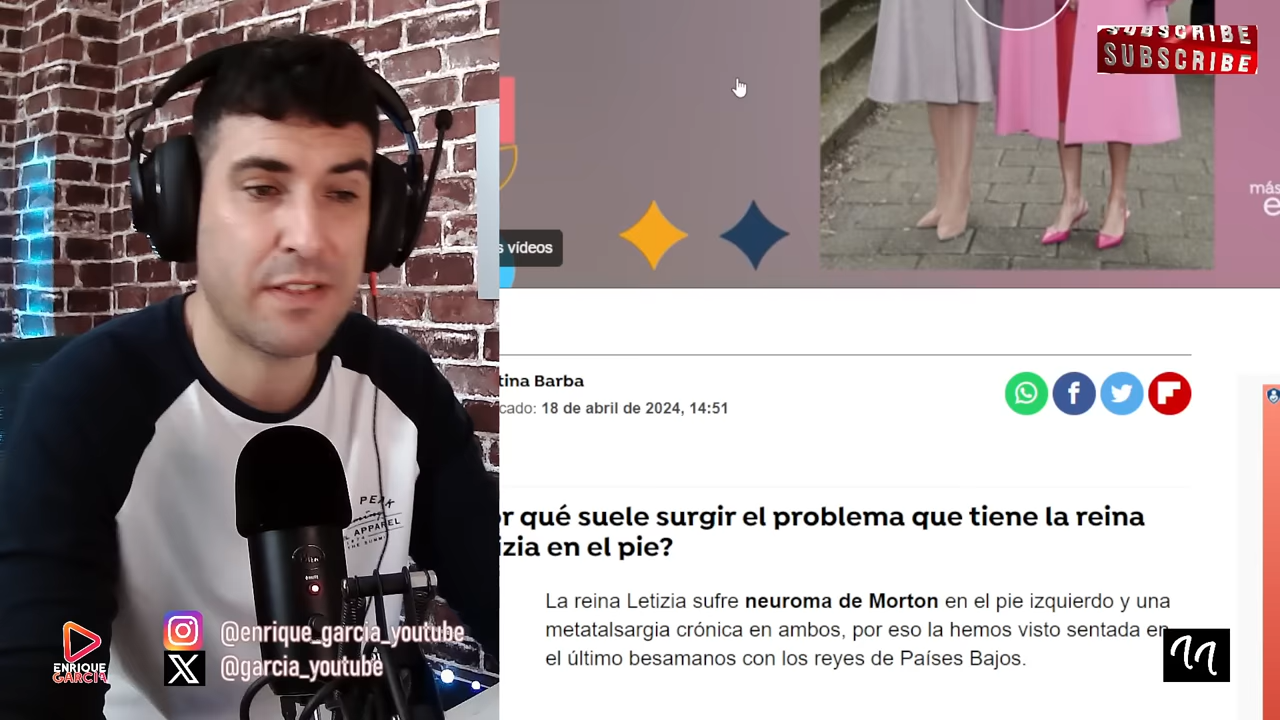 SUBSCRIBE
SUBSCRIBE
más
s vídeos
tina Barba
cado: 18 de abril de 2024, 14:51
r qué suele surgir el problema que tiene la reina
izia en el pie?
La reina Letizia sufre neuroma de Morton en el pie izquierdo y una
metatalsargia crónica en ambos, por eso la hemos visto sentada en
el último besamanos con los reyes de Países Bajos.
PEAK
APPAREL
ENRIQUE
GARCIA
@enrique_garcia_youtube
@garcia_youtube